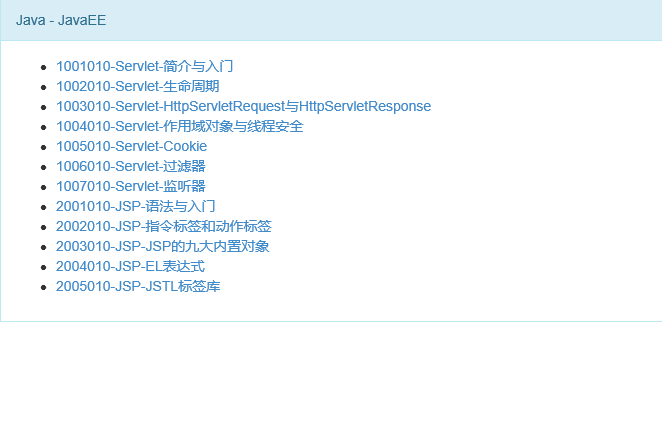 Java - JavaEE
1001010-Servlet-简介与入门
1002010-Servlet-生命周期
1003010-Servlet-HttpServletRequest与HttpServletResponse
1004010-Servlet-作用域对象与线程安全
1005010-Servlet-Cookie
1006010-Servlet-过滤器
1007010-Servlet-监听器
2001010-JSP-语法与入门
2002010-JSP-指令标签和动作标签
2003010-JSP-JSP的九大内置对象
2004010-JSP-EL表达式
2005010-JSP-JSTL标签库